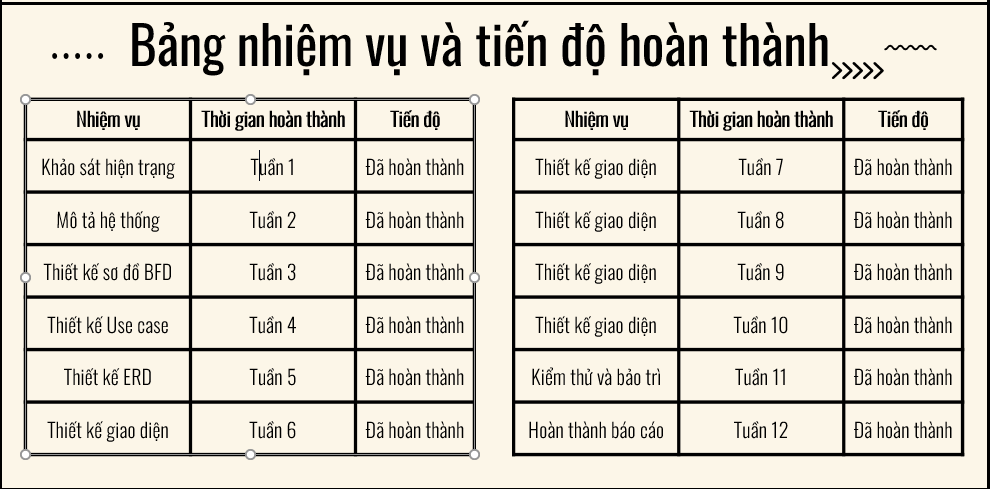 Bảng nhiệm vụ và tiến độ hoàn thành
Nhiệm vụ Thời gian hoàn thành Tiến độ
Khảo sát hiện trạng Tuần 1 Đã hoàn thành
Mô tả hệ thống Tuần 2 Đã hoàn thành
Thiết kế sơ đồ BFD Tuần 3 Đã hoàn thành
Thiết kế Use case Tuần 4 Đã hoàn thành
Thiết kế ERD Tuần 5 Đã hoàn thành
Thiết kế giao diện Tuần 6 Đã hoàn thành
Nhiệm vụ Thời gian hoàn thành Tiến độ
Thiết kế giao diện Tuần 7 Đã hoàn thành
Thiết kế giao diện Tuần 8 Đã hoàn thành
Thiết kế giao diện Tuần 9 Đã hoàn thành
Thiết kế giao diện Tuần 10 Đã hoàn thành
Kiểm thử và bảo trì Tuần 11 Đã hoàn thành
Hoàn thành báo cáo Tuần 12 Đã hoàn thành